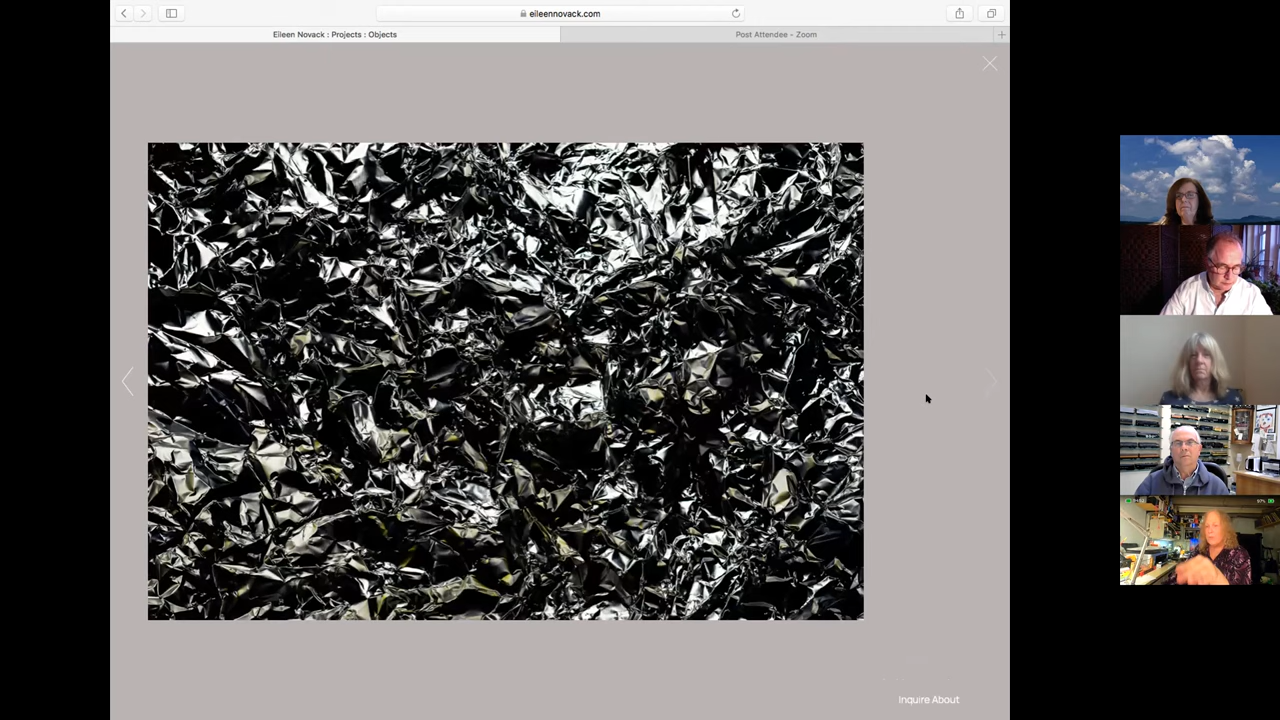 eileennovack.com
Eileen Novack : Projects : Objects
Post Attendee - Zoom
Inquire About